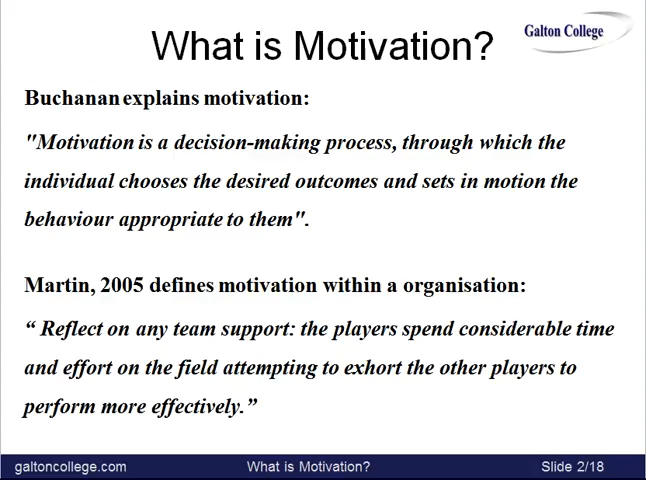 What is Motivation?
Galton College
Buchanan explains motivation:
"Motivation is a decision-making process, through which the
individual chooses the desired outcomes and sets in motion the
behaviour appropriate to them".
Martin, 2005 defines motivation within a organisation:
“ Reflect on any team support: the players spend considerable time
and effort on the field attempting to exhort the other players to
perform more effectively.”
galtoncollege.com What is Motivation? Slide 2/18